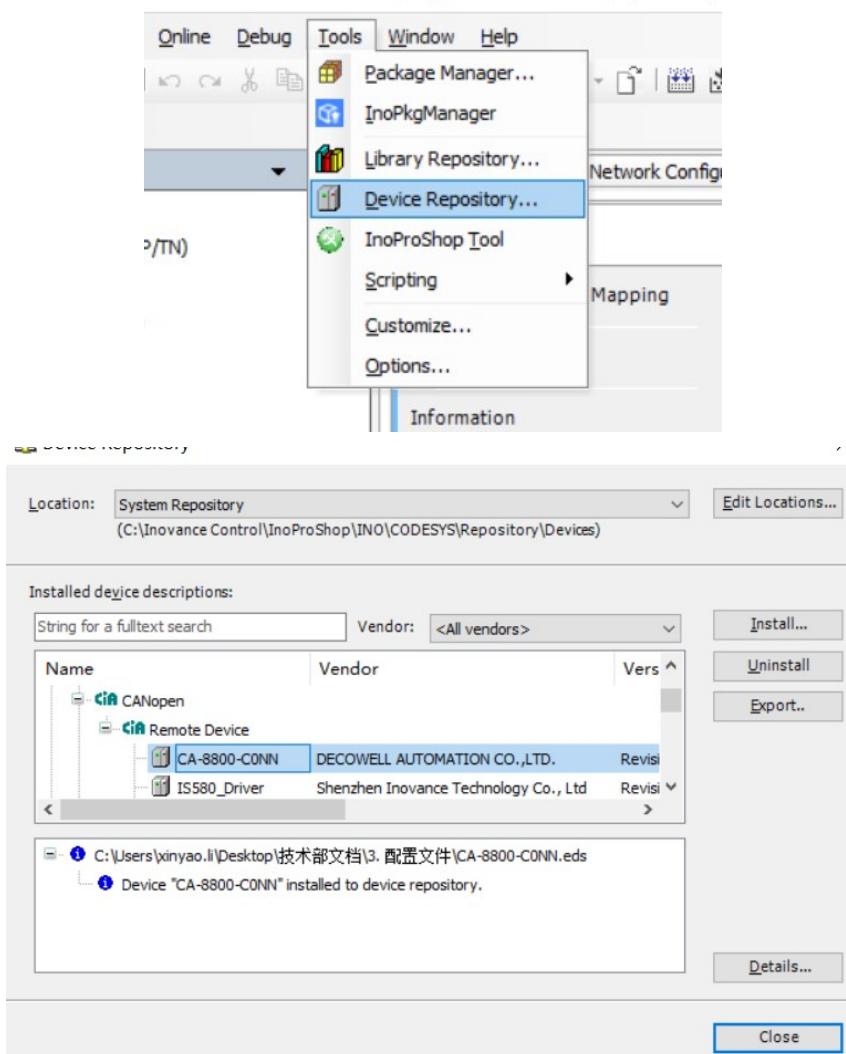 Online Debug Tools Window Help
Package Manager...
InoPkgManager
Library Repository...
Network Config
Device Repository...
P/TN)
InoProShop Tool
Scripting
Mapping
Customize...
Options...
Information
Device Repository
Location: System Repository Edit Locations...
(C:\Inovance Control\InoProShop\INO\CODESYS\Repository\Devices)
Installed device descriptions:
String for a fulltext search Vendor: <All vendors> Install...
Name Vendor Vers Uninstall
CiA CANopen Export..
CiA Remote Device
CA-8800-C0NN DECOWELL AUTOMATION CO.,LTD. Revisi
IS580_Driver Shenzhen Inovance Technology Co., Ltd Revisi
C:\Users\xinyao.li\Desktop\技术部文档\3. 配置文件\CA-8800-C0NN.eds
Device "CA-8800-C0NN" installed to device repository.
Details...
Close